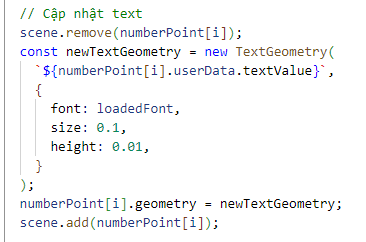 // Cập nhật text
scene.remove(numberPoint[i]);
const newTextGeometry = new TextGeometry(
  `${numberPoint[i].userData.textValue}`,
  {
    font: loadedFont,
    size: 0.1,
    height: 0.01,
  }
);
numberPoint[i].geometry = newTextGeometry;
scene.add(numberPoint[i]);